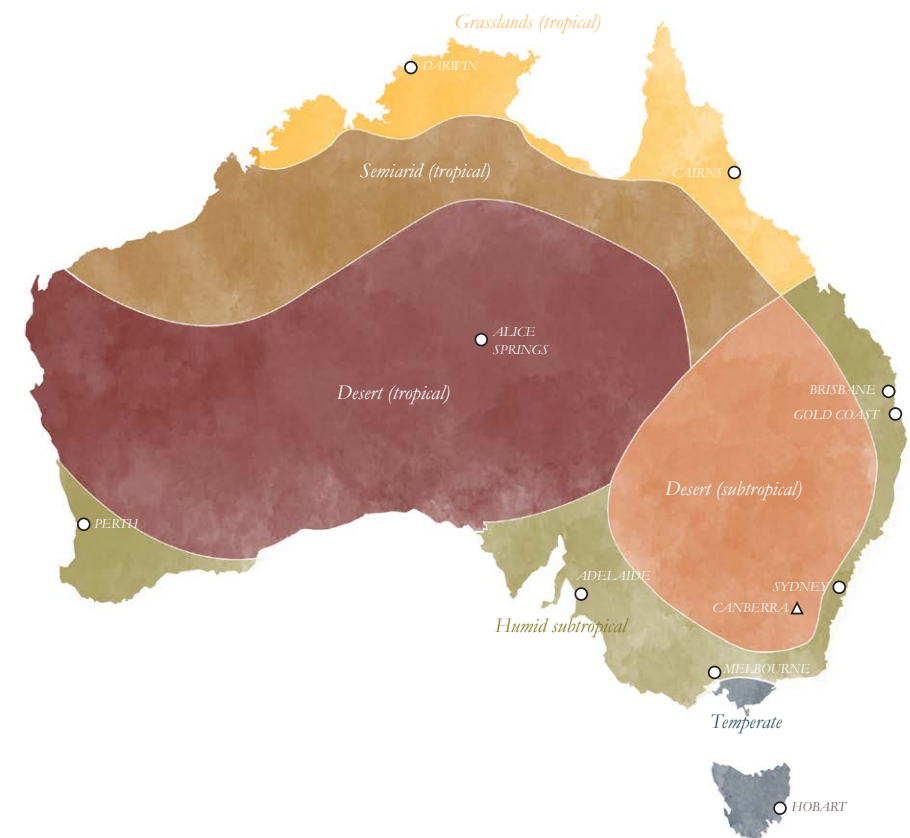 Grasslands (tropical)
DARWIN
Semiarid (tropical)
CAIRNS
ALICE
SPRINGS
Desert (tropical)
BRISBANE
GOLD COAST
Desert (subtropical)
PERTH
ADELAIDE
SYDNEY
CANBERRA
Humid subtropical
MELBOURNE
Temperate
HOBART